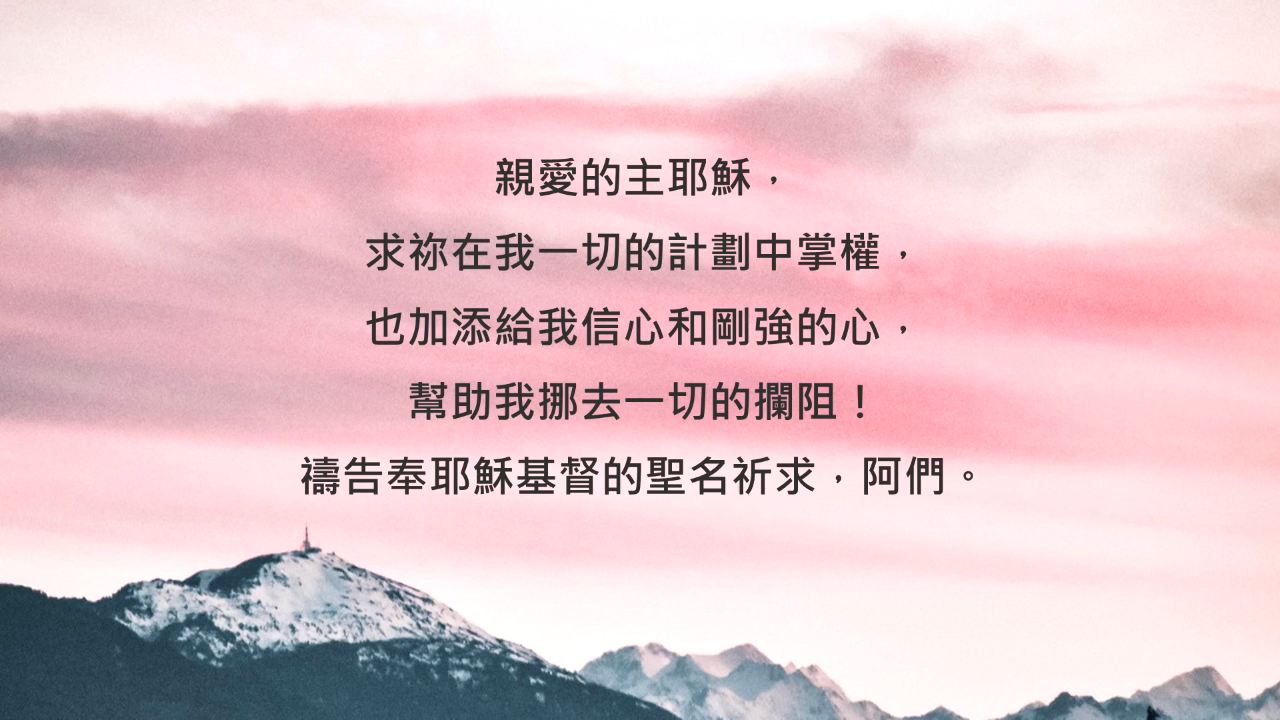 親愛的主耶穌，
求祢在我一切的計劃中掌權，
也加添給我信心和剛強的心，
幫助我挪去一切的攔阻！
禱告奉耶穌基督的聖名祈求，阿們。